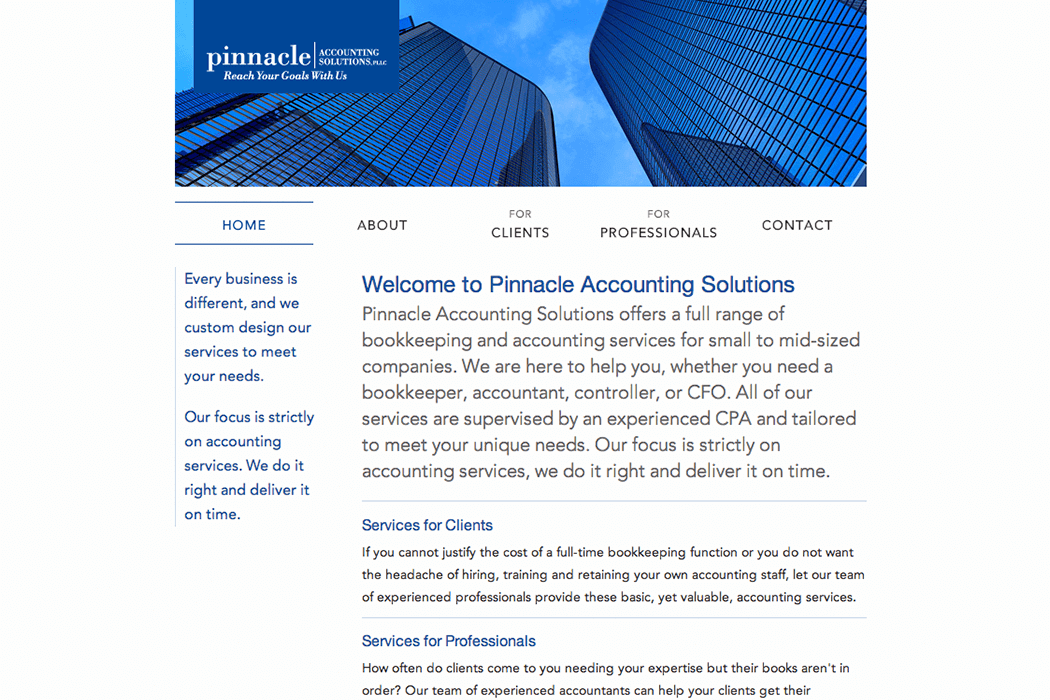 pinnacle ACCOUNTING SOLUTIONS, PLLC
Reach Your Goals With Us
HOME
ABOUT
FOR
CLIENTS
FOR
PROFESSIONALS
CONTACT
Every business is
different, and we
custom design our
services to meet
your needs.
Our focus is strictly
on accounting
services. We do it
right and deliver it
on time.
Welcome to Pinnacle Accounting Solutions
Pinnacle Accounting Solutions offers a full range of
bookkeeping and accounting services for small to mid-sized
companies. We are here to help you, whether you need a
bookkeeper, accountant, controller, or CFO. All of our
services are supervised by an experienced CPA and tailored
to meet your unique needs. Our focus is strictly on
accounting services, we do it right and deliver it on time.
Services for Clients
If you cannot justify the cost of a full-time bookkeeping function or you do not want
the headache of hiring, training and retaining your own accounting staff, let our team
of experienced professionals provide these basic, yet valuable, accounting services.
Services for Professionals
How often do clients come to you needing your expertise but their books aren't in
order? Our team of experienced accountants can help your clients get their